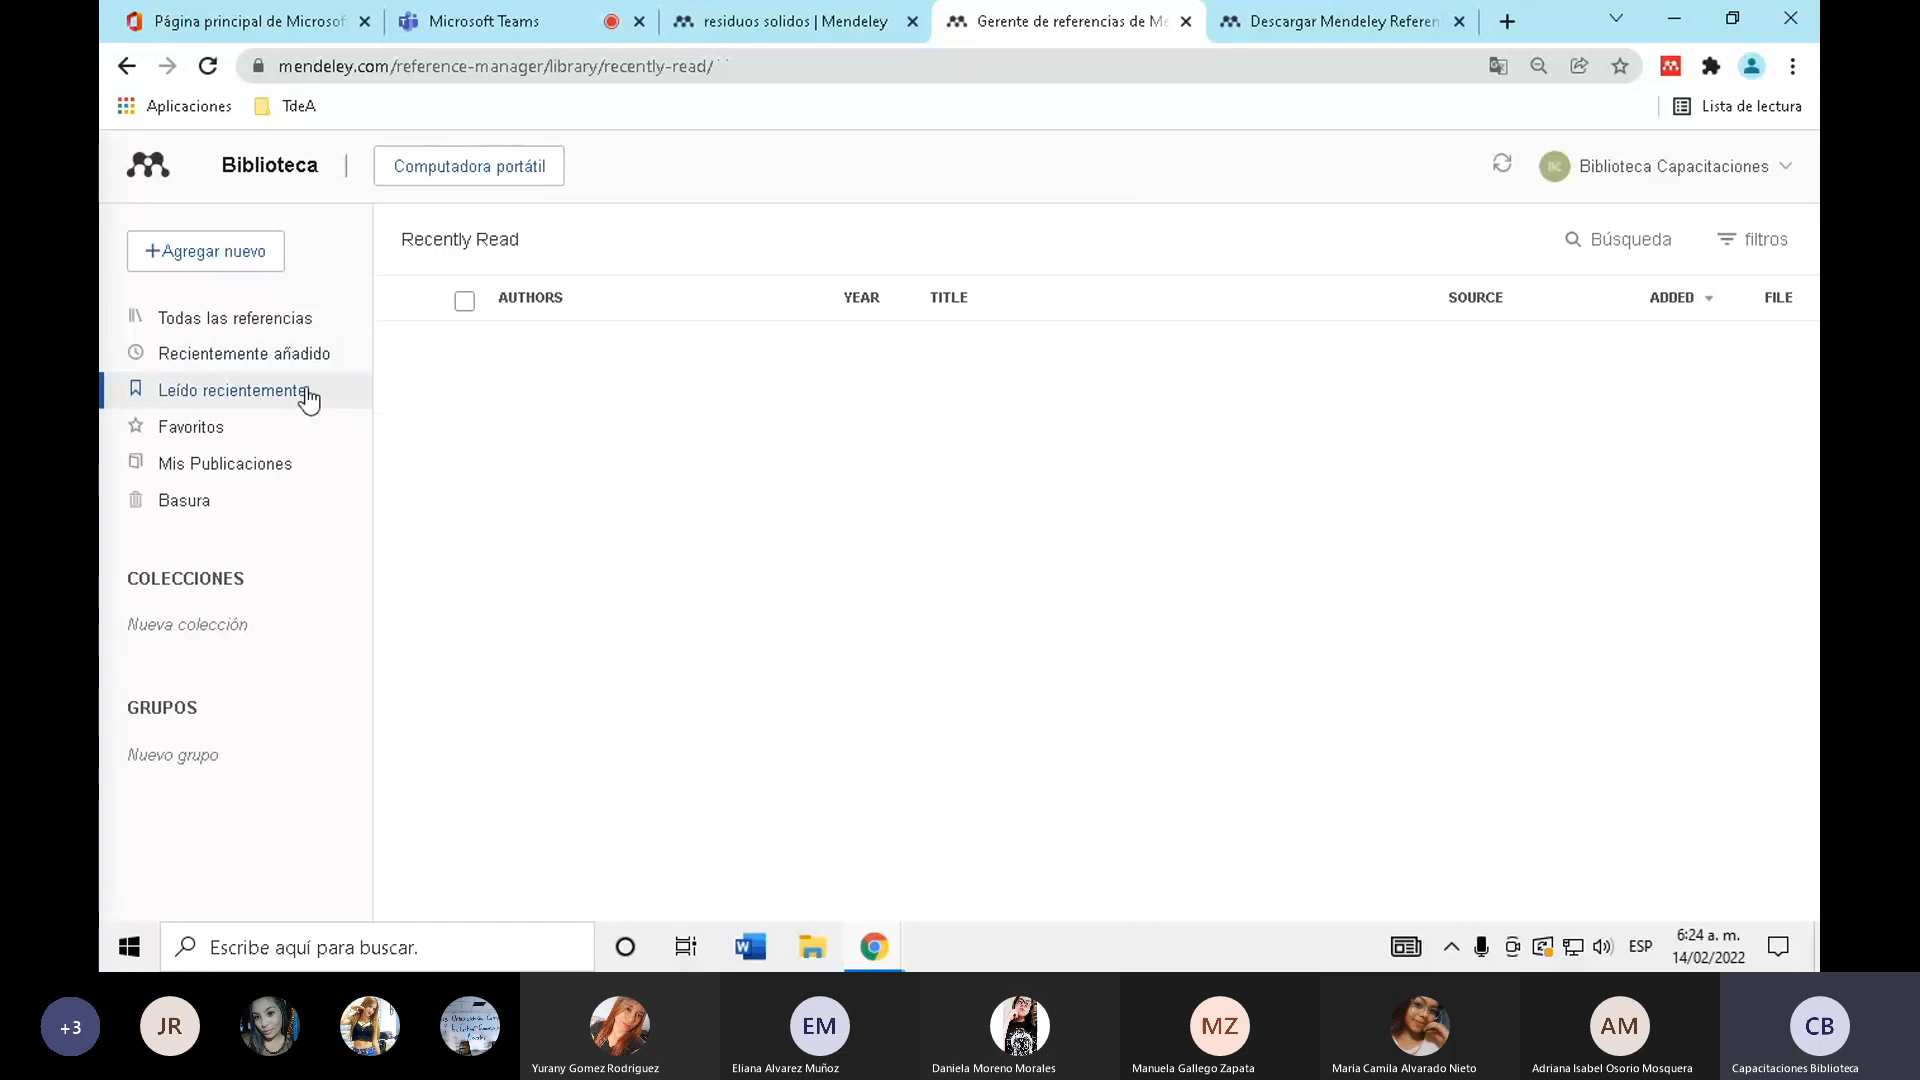 Página principal de Microsof
Microsoft Teams
residuos solidos | Mendeley
Gerente de referencias de Me
Descargar Mendeley Referen
mendeley.com/reference-manager/library/recently-read/
Aplicaciones
TdeA
Lista de lectura
Biblioteca
Computadora portátil
Biblioteca Capacitaciones
+Agregar nuevo
Recently Read
Búsqueda
filtros
AUTHORS YEAR TITLE SOURCE ADDED FILE
Todas las referencias
Recientemente añadido
Leído recientemente
Favoritos
Mis Publicaciones
Basura
COLECCIONES
Nueva colección
GRUPOS
Nuevo grupo
Escribe aquí para buscar.
ESP
6:24 a. m.
14/02/2022
+3
JR
EM
MZ
AM
CB
Yurany Gomez Rodriguez
Eliana Alvarez Muñoz
Daniela Moreno Morales
Manuela Gallego Zapata
Maria Camila Alvarado Nieto
Adriana Isabel Osorio Mosquera
Capacitaciones Biblioteca